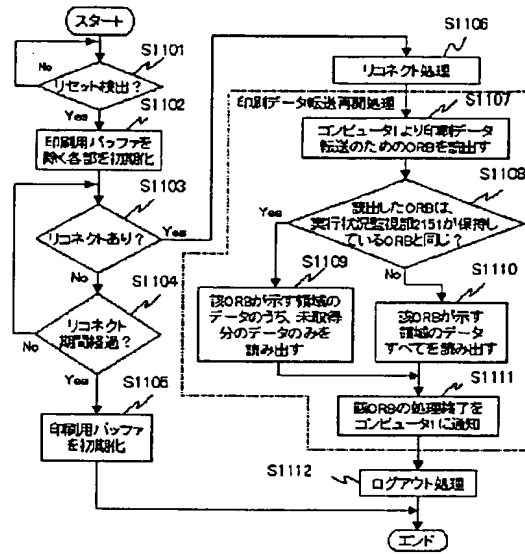 スタート
S1101
リセット検出？
No
Yes
S1102
印刷用バッファを
除く各部を初期化
S1103
リコネクトあり？
Yes
No
S1104
リコネクト
期間経過？
No
Yes
S1105
印刷用バッファ
を初期化
S1106
リコネクト処理
印刷データ転送再開処理
S1107
コンピュータ1より印刷データ
転送のためのORBを読出す
S1108
読出したORBは、
実行状況監視部2151が保持し
ているORBと同じ？
Yes
No
S1109
該ORBが示す領域の
データのうち、未取得
分のデータのみを
読み出す
S1110
該ORBが示す
領域のデータ
すべてを読み出す
S1111
該ORBの処理終了を
コンピュータ1に通知
S1112
ログアウト処理
エンド